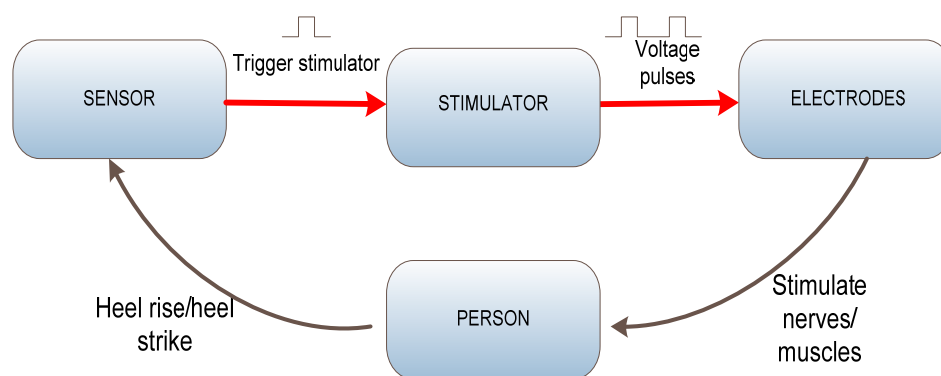 Trigger stimulator
Voltage
pulses
SENSOR
STIMULATOR
ELECTRODES
Heel rise/heel
strike
PERSON
Stimulate
nerves/
muscles